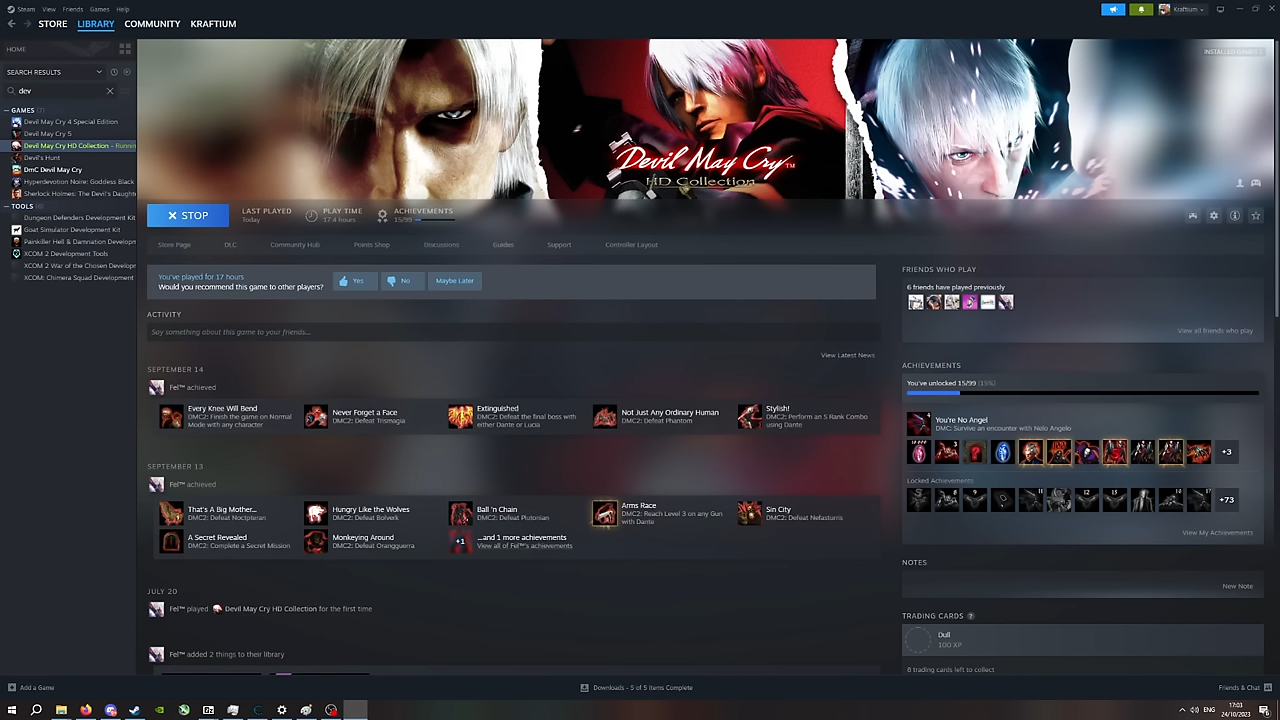 Steam View Friends Games Help
Kraftium
STORE LIBRARY COMMUNITY KRAFTIUM
HOME
SEARCH RESULTS
dev
GAMES (7)
Devil May Cry 4 Special Edition
Devil May Cry 5
Devil May Cry HD Collection - Runnin
Devil's Hunt
DmC Devil May Cry
Hyperdevotion Noire: Goddess Black
Sherlock Holmes: The Devil's Daughte
TOOLS
Dungeon Defenders Development Kit
Goat Simulator Development Kit
Painkiller Hell & Damnation Developm
XCOM 2 Development Tools
XCOM 2 War of the Chosen Developm
XCOM: Chimera Squad Development
Devil May Cry™
HD Collection
STOP
LAST PLAYED
Today
PLAY TIME
17.4 hours
ACHIEVEMENTS
15/99
Store Page DLC Community Hub Points Shop Discussions Guides Support Controller Layout
You've played for 17 hours
Would you recommend this game to other players?
Yes No Maybe Later
ACTIVITY
Say something about this game to your friends...
View Latest News
SEPTEMBER 14
Fel™ achieved
Every Knee Will Bend
DMC2: Finish the game on Normal
Mode with any character
Never Forget a Face
DMC2: Defeat Trismagia
Extinguished
DMC2: Defeat the final boss with
either Dante or Lucia
Not Just Any Ordinary Human
DMC2: Defeat Phantom
Stylish!
DMC2: Perform an S Rank Combo
using Dante
SEPTEMBER 13
Fel™ achieved
That's A Big Mother...
DMC2: Defeat Noctpteran
Hungry Like the Wolves
DMC2: Defeat Bolverk
Ball 'n Chain
DMC2: Defeat Plutonian
Arms Race
DMC2: Reach Level 3 on any Gun
with Dante
Sin City
DMC2: Defeat Nefasturris
A Secret Revealed
DMC2: Complete a Secret Mission
Monkeying Around
DMC2: Defeat Orangguerra
+1
...and 1 more achievements
View all of Fel™'s achievements
JULY 20
Fel™ played Devil May Cry HD Collection for the first time
Fel™ added 2 things to their library
FRIENDS WHO PLAY
6 friends have played previously
View all friends who play
ACHIEVEMENTS
You've unlocked 15/99 (15%)
You're No Angel
DMC: Survive an encounter with Nelo Angelo
+3
Locked Achievements
+73
View My Achievements
NOTES
New Note
TRADING CARDS ?
Dull
100 XP
8 trading cards left to collect
Add a Game
Downloads - 5 of 5 Items Complete
Friends & Chat
ENG
17:03
24/10/2023